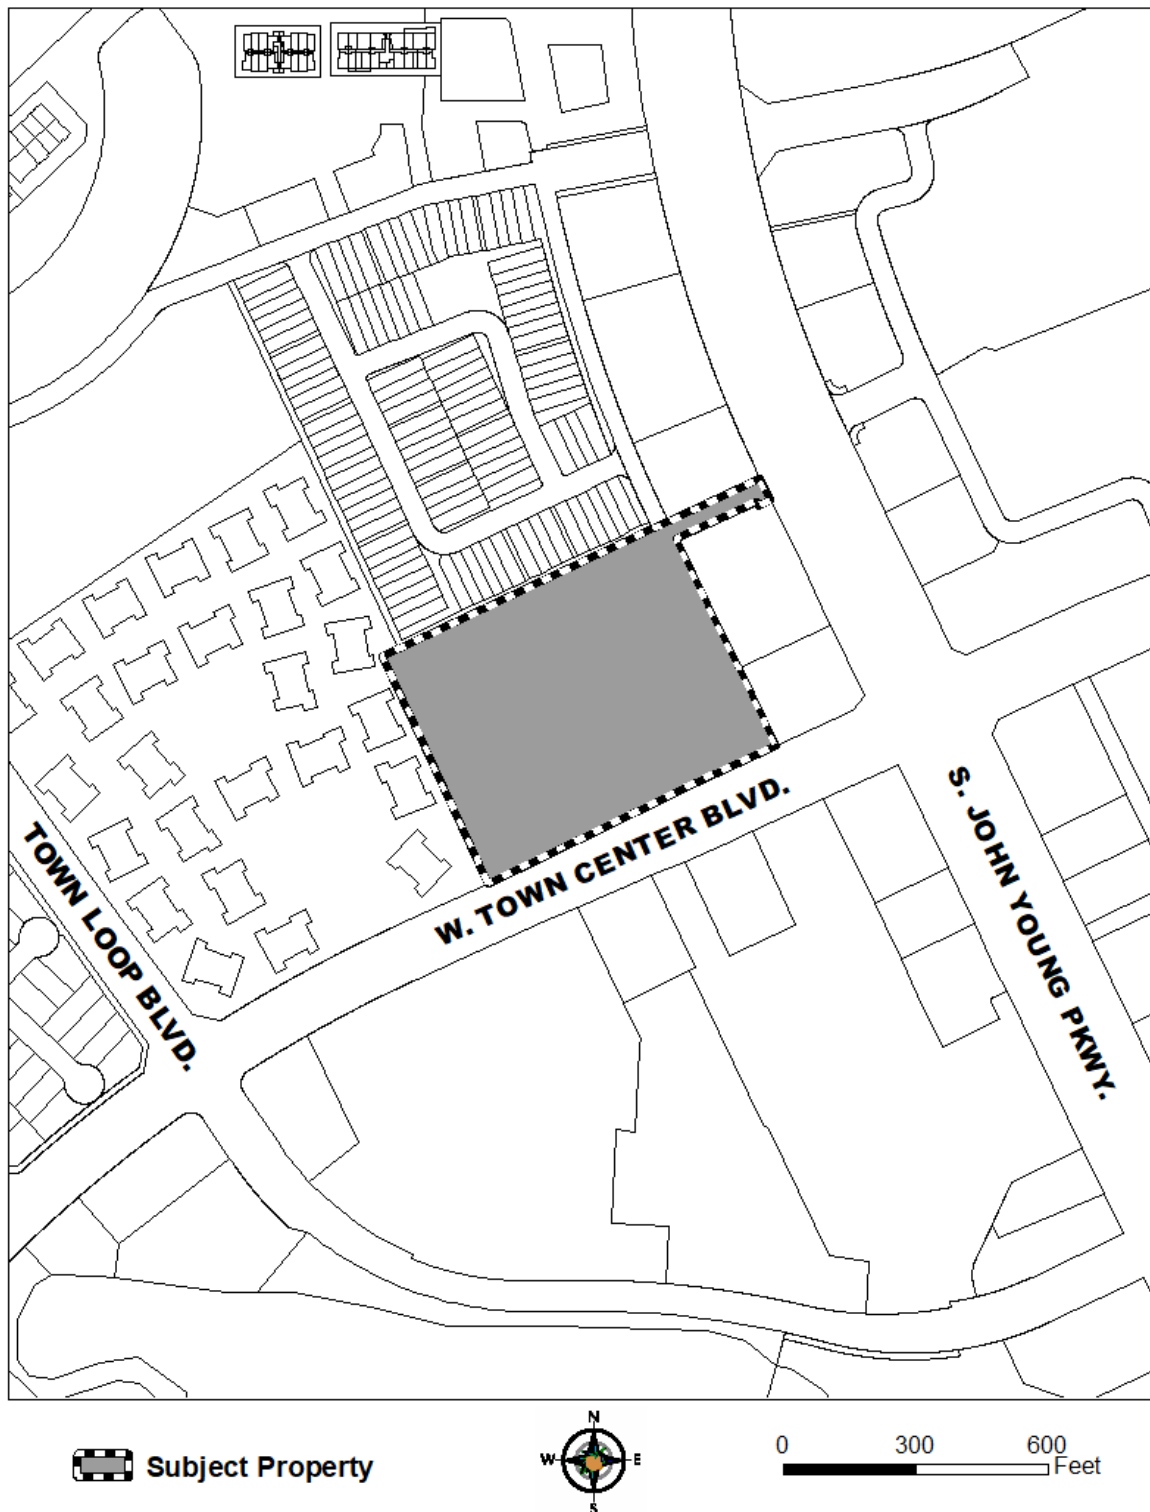 TOWN LOOP BLVD.
W. TOWN CENTER BLVD.
S. JOHN YOUNG PKWY.
Subject Property
N
W E
S
0 300 600
Feet